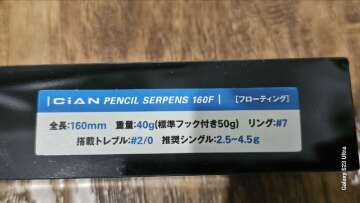 CIAN PENCIL SERPENS 160F [フローティング]
全長:160mm 重量:40g(標準フック付き50g) リング:#7
搭載トレブル:#2/0 推奨シングル:2.5~4.5g
Galaxy S23 Ultra